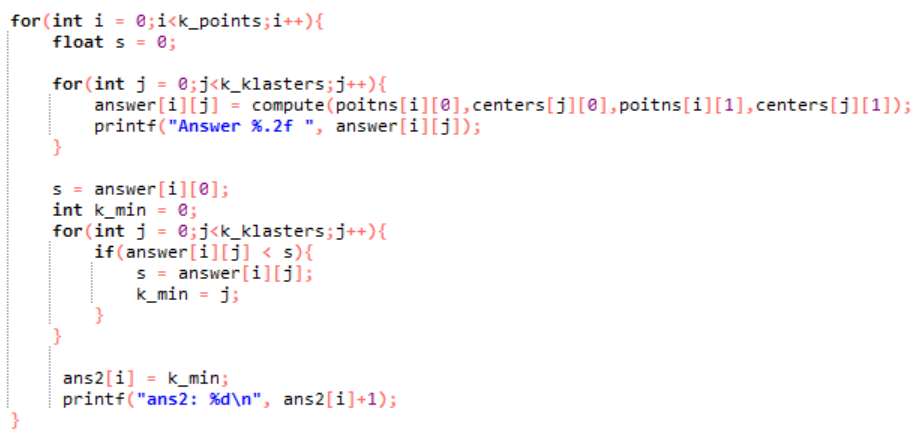 for(int i = 0;i<k_points;i++){
    float s = 0;

    for(int j = 0;j<k_klasters;j++){
        answer[i][j] = compute(poitns[i][0],centers[j][0],poitns[i][1],centers[j][1]);
        printf("Answer %.2f ", answer[i][j]);
    }

    s = answer[i][0];
    int k_min = 0;
    for(int j = 0;j<k_klasters;j++){
        if(answer[i][j] < s){
            s = answer[i][j];
            k_min = j;
        }
    }

     ans2[i] = k_min;
     printf("ans2: %d\n", ans2[i]+1);
}